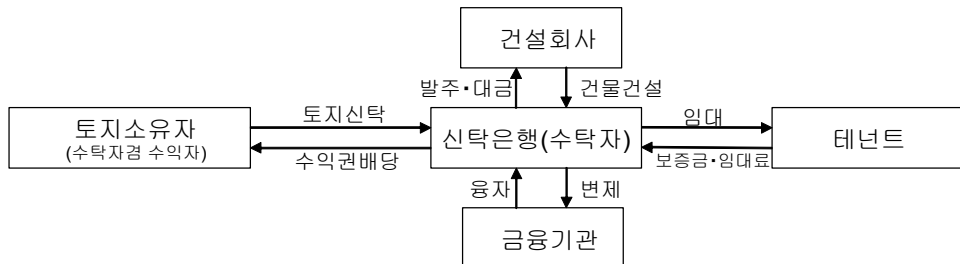 건설회사
발주·대금
건물건설
토지소유자
(수탁자겸 수익자)
토지신탁
수익권배당
신탁은행(수탁자)
임대
보증금·임대료
테넌트
융자
변제
금융기관